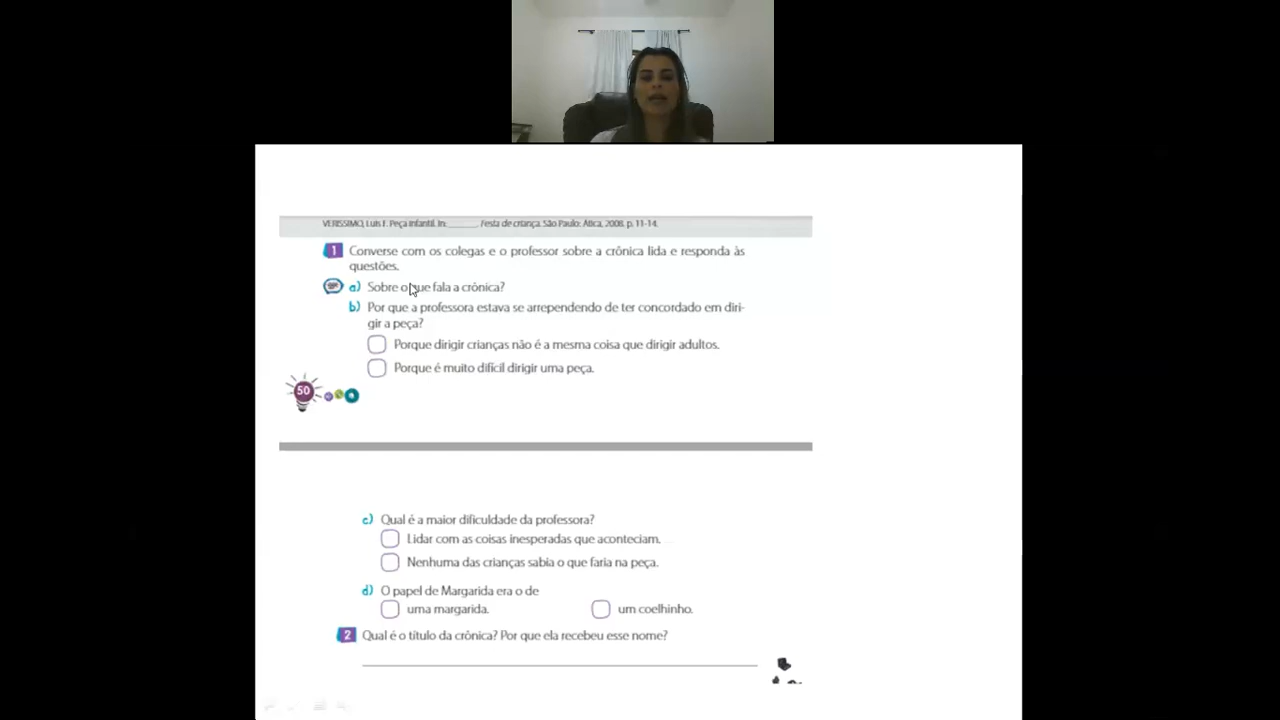 VERISSIMO, Luis F. Peça infantil. In:______. Festa de criança. São Paulo: Ática, 2008. p. 11-14.
1 Converse com os colegas e o professor sobre a crônica lida e responda às
questões.
a) Sobre o que fala a crônica?
b) Por que a professora estava se arrependendo de ter concordado em diri-
gir a peça?
Porque dirigir crianças não é a mesma coisa que dirigir adultos.
Porque é muito difícil dirigir uma peça.
50
c) Qual é a maior dificuldade da professora?
Lidar com as coisas inesperadas que aconteciam.
Nenhuma das crianças sabia o que faria na peça.
d) O papel de Margarida era o de
uma margarida. um coelhinho.
2 Qual é o título da crônica? Por que ela recebeu esse nome?